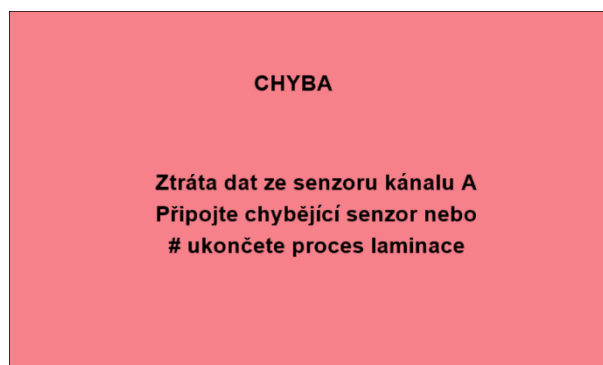 CHYBA
Ztráta dat ze senzoru kánalu A
Připojte chybějící senzor nebo
# ukončete proces laminace